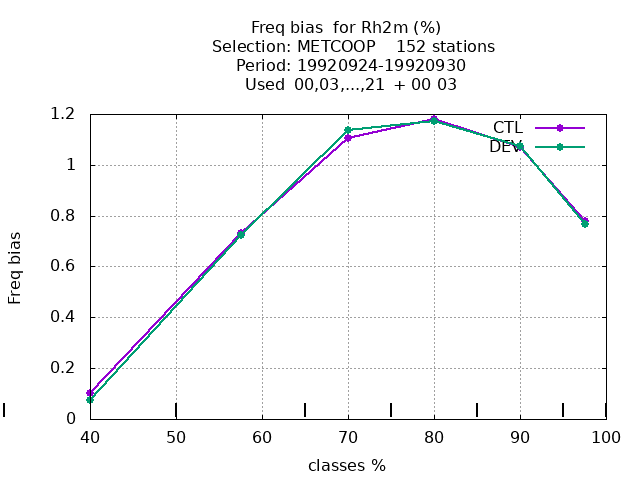 Freq bias  for Rh2m (%)
Selection: METCOOP    152 stations
Period: 19920924-19920930
Used  00,03,...,21  + 00 03
CTL
DEV
1.2
1
0.8
0.6
0.4
0.2
0
Freq bias
40 50 60 70 80 90 100
classes %